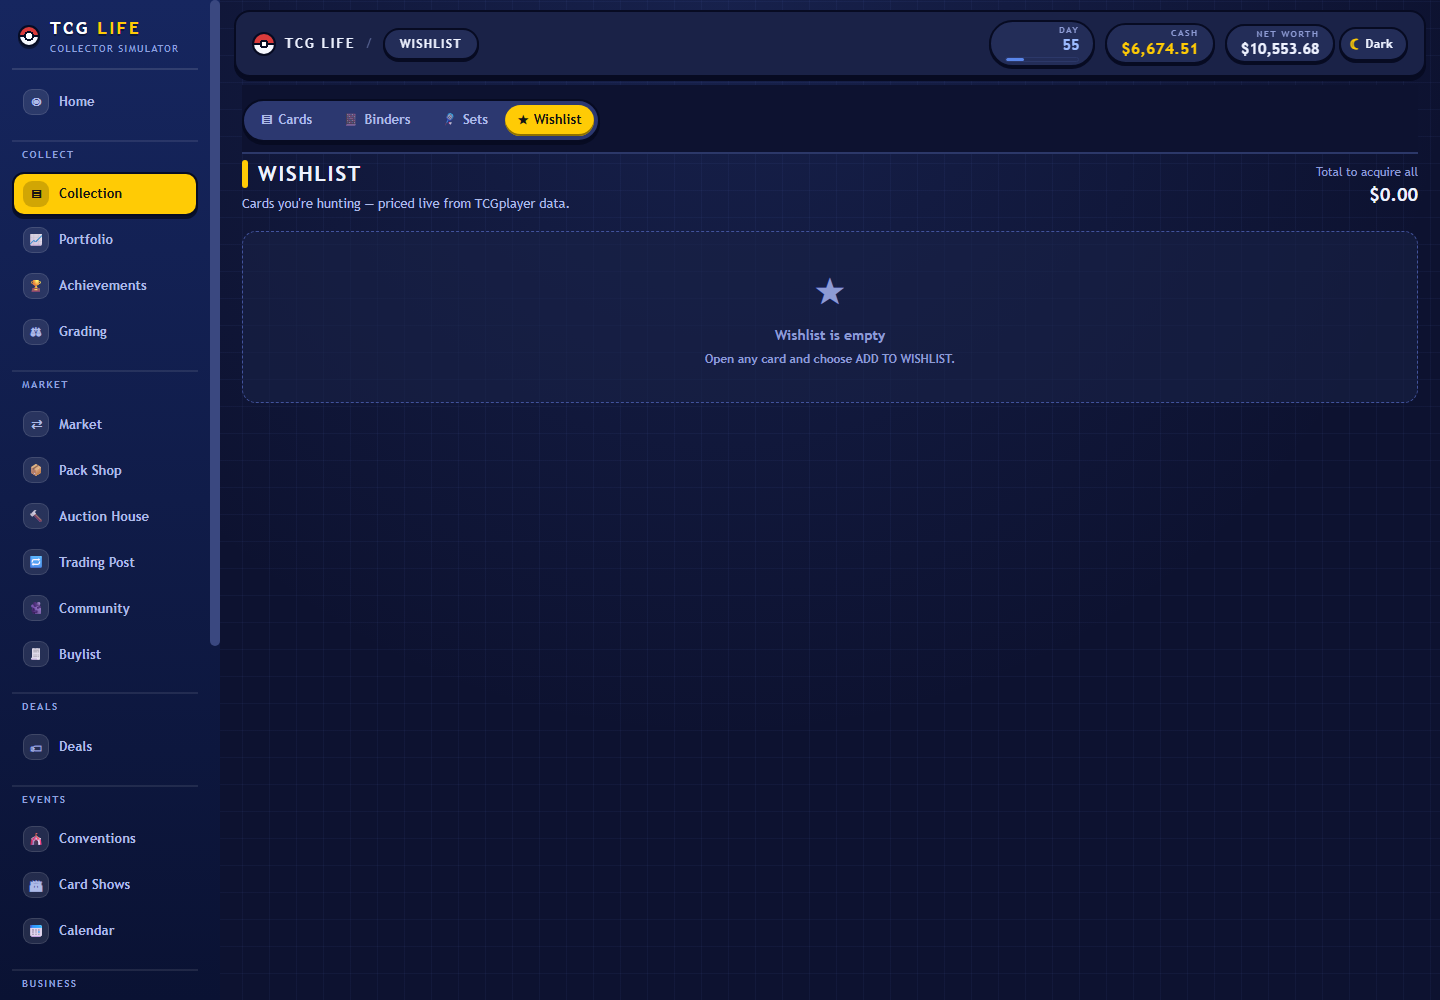 TCG LIFE
COLLECTOR SIMULATOR
Home
COLLECT
Collection
Portfolio
Achievements
Grading
MARKET
Market
Pack Shop
Auction House
Trading Post
Community
Buylist
DEALS
Deals
EVENTS
Conventions
Card Shows
Calendar
BUSINESS
TCG LIFE / WISHLIST
DAY
55
CASH
$6,674.51
NET WORTH
$10,553.68
Dark
Cards
Binders
Sets
Wishlist
WISHLIST
Cards you're hunting — priced live from TCGplayer data.
Total to acquire all
$0.00
Wishlist is empty
Open any card and choose ADD TO WISHLIST.